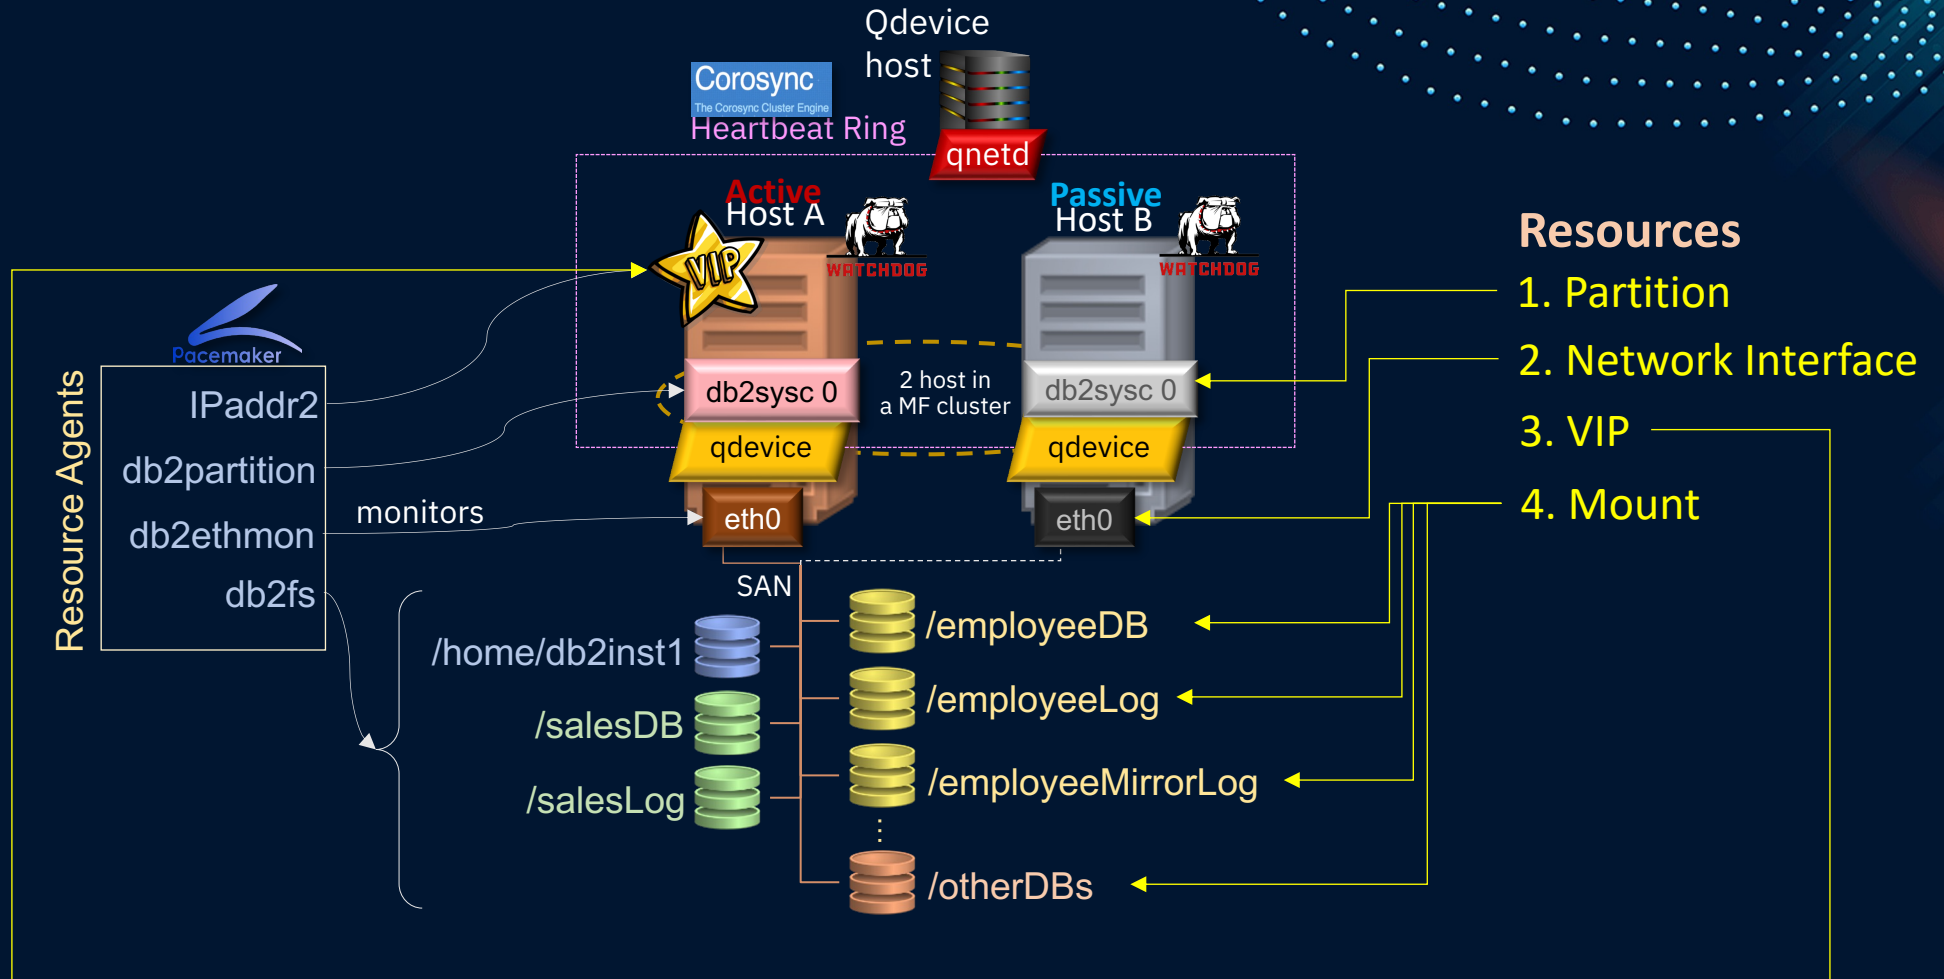 Qdevice
host
Corosync
The Corosync Cluster Engine
Heartbeat Ring
qnetd
Active
Host A
WATCHDOG
VIP
Passive
Host B
WATCHDOG
Resources
1. Partition
2. Network Interface
3. VIP
4. Mount
Pacemaker
Resource Agents
IPaddr2
db2partition
db2ethmon
db2fs
monitors
db2sysc 0
qdevice
eth0
2 host in
a MF cluster
db2sysc 0
qdevice
eth0
SAN
/home/db2inst1
/salesDB
/salesLog
/employeeDB
/employeeLog
/employeeMirrorLog
/otherDBs